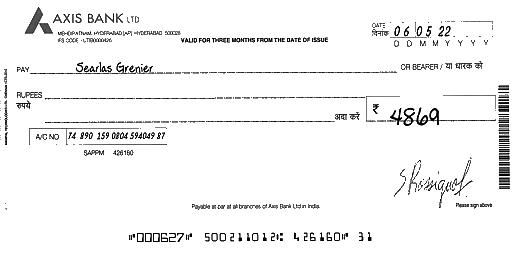 AXIS BANK LTD
MEHDIPATNAM, HYDERABAD [AP] HYDERABAD 500028
IFS CODE - UTIB0000426
VALID FOR THREE MONTHS FROM THE DATE OF ISSUE
DATE
दिनांक 06 05 22
D D M M Y Y Y Y
PAY Searlas Grenier OR BEARER / या धारक को
RUPEES
रुपये
अदा करें ₹ 4869
A/C NO 74 890 159 0804 594049 87
SAPPM 426160
S Rossignol
Payable at par at all branches of Axis Bank Ltd in India.
Please sign above
"000627" 500211012: 426160" 31